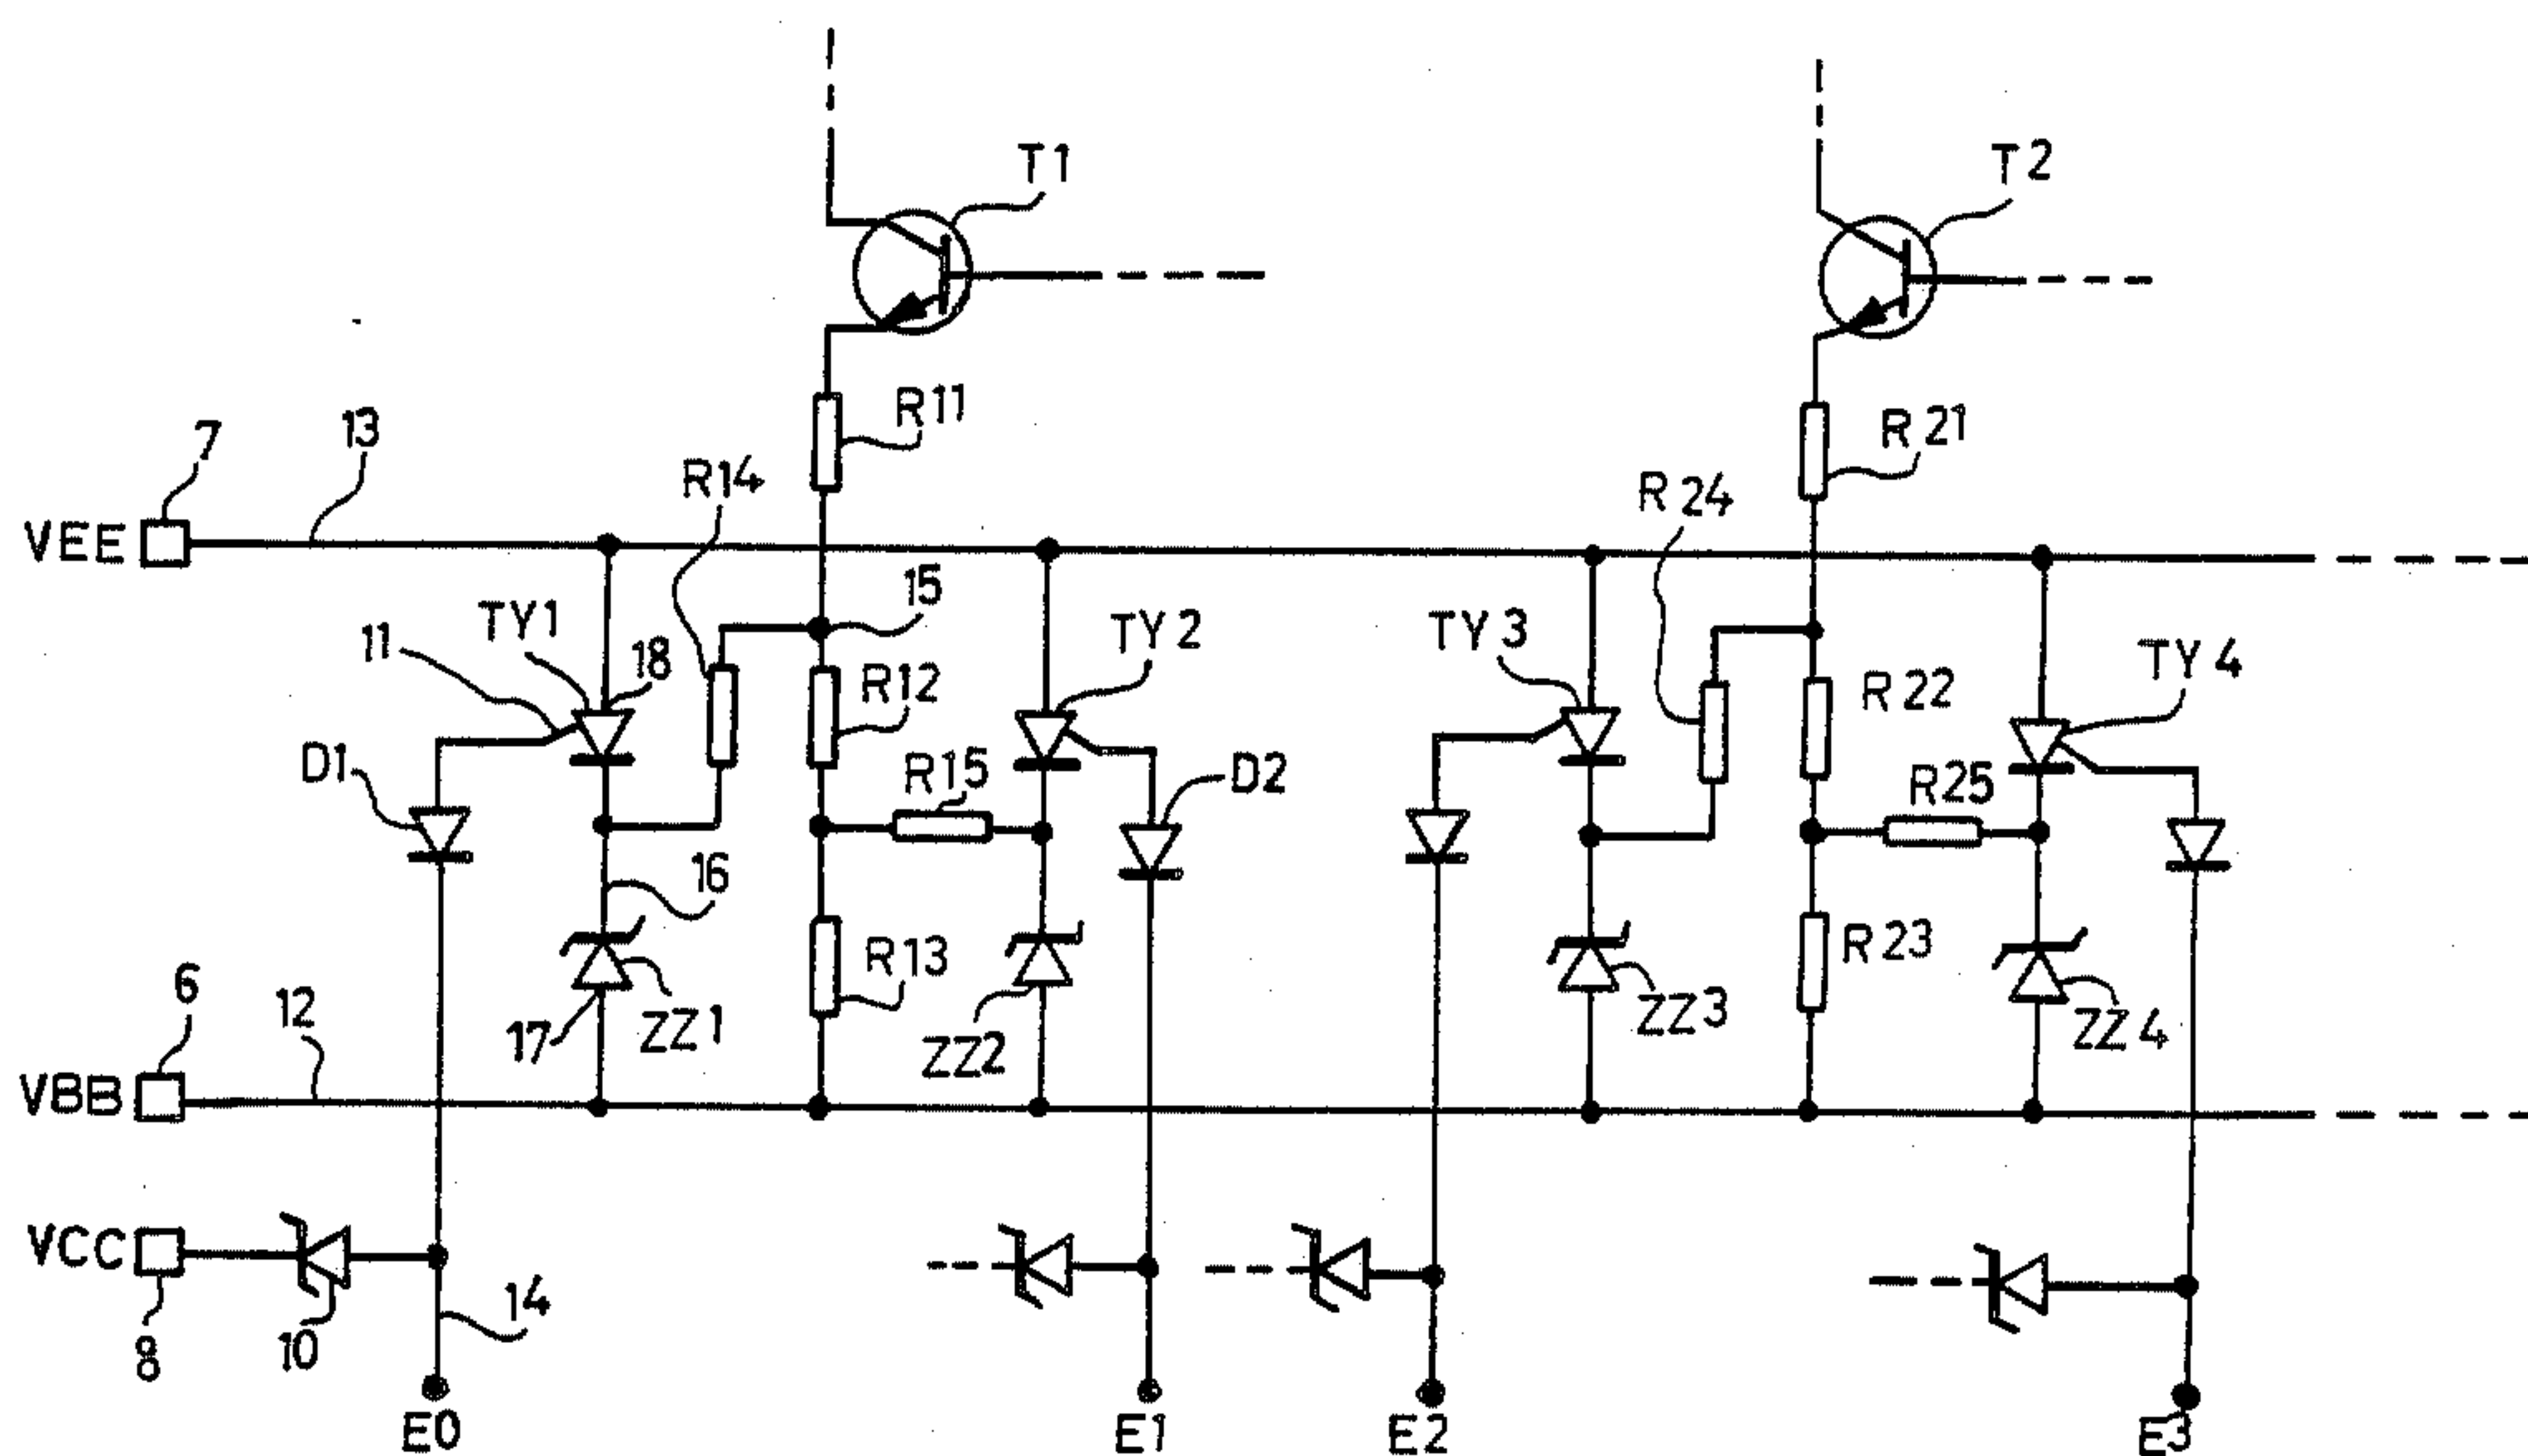 T1
T2
R11
R21
13
7
R14
R24
VEE
15
TY1
TY2
TY3
11
18
R12
R22
TY4
D1
R15
D2
R25
16
6
12
R13
R23
17
ZZ1
ZZ2
ZZ3
ZZ4
VBB
VCC
14
8
10
E0
E1
E2
E3